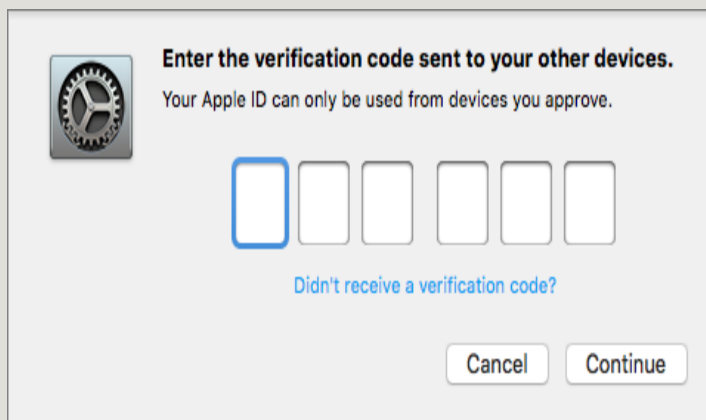 Enter the verification code sent to your other devices.
Your Apple ID can only be used from devices you approve.
Didn't receive a verification code?
Cancel Continue